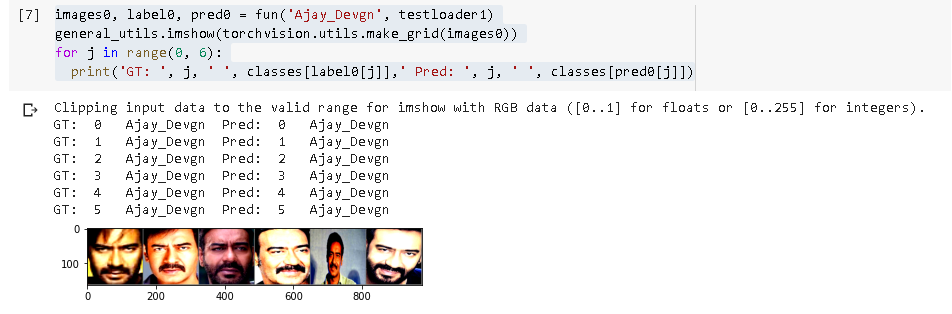 [7] images0, label0, pred0 = fun('Ajay_Devgn', testloader1)
general_utils.imshow(torchvision.utils.make_grid(images0))
for j in range(0, 6):
  print('GT: ', j, ' ', classes[label0[j]],' Pred: ', j, ' ', classes[pred0[j]])
Clipping input data to the valid range for imshow with RGB data ([0..1] for floats or [0..255] for integers).
GT:  0   Ajay_Devgn  Pred:  0   Ajay_Devgn
GT:  1   Ajay_Devgn  Pred:  1   Ajay_Devgn
GT:  2   Ajay_Devgn  Pred:  2   Ajay_Devgn
GT:  3   Ajay_Devgn  Pred:  3   Ajay_Devgn
GT:  4   Ajay_Devgn  Pred:  4   Ajay_Devgn
GT:  5   Ajay_Devgn  Pred:  5   Ajay_Devgn
0
100
0 200 400 600 800